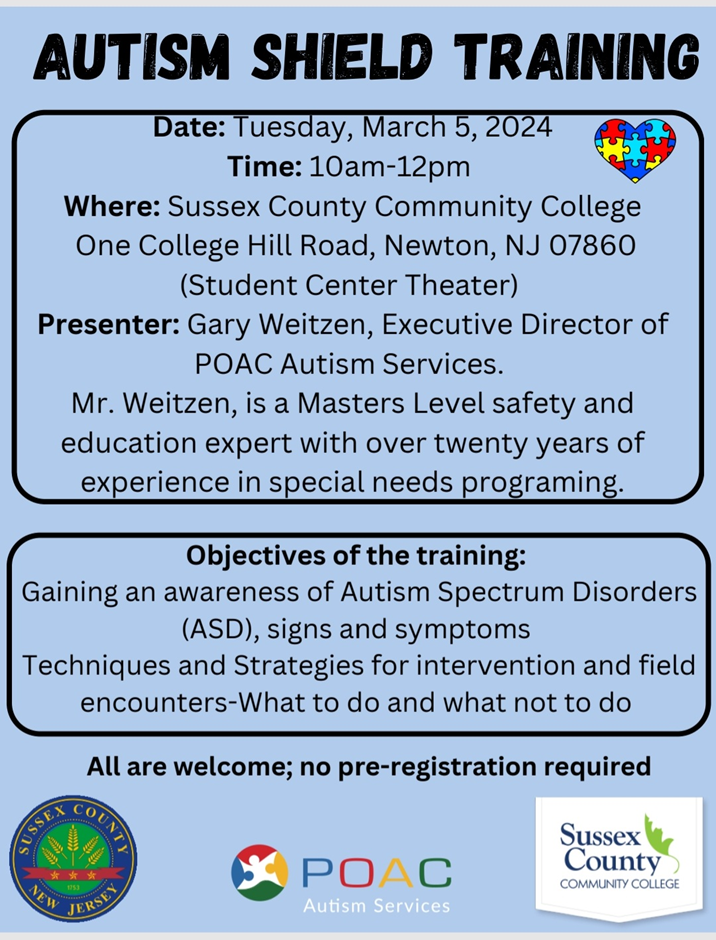 AUTISM SHIELD TRAINING
Date: Tuesday, March 5, 2024
Time: 10am-12pm
Where: Sussex County Community College
One College Hill Road, Newton, NJ 07860
(Student Center Theater)
Presenter: Gary Weitzen, Executive Director of
POAC Autism Services.
Mr. Weitzen, is a Masters Level safety and
education expert with over twenty years of
experience in special needs programing.
Objectives of the training:
Gaining an awareness of Autism Spectrum Disorders
(ASD), signs and symptoms
Techniques and Strategies for intervention and field
encounters-What to do and what not to do
All are welcome; no pre-registration required
SUSSEX COUNTY
1753
NEW JERSEY
POAC
Autism Services
Sussex
County
COMMUNITY COLLEGE